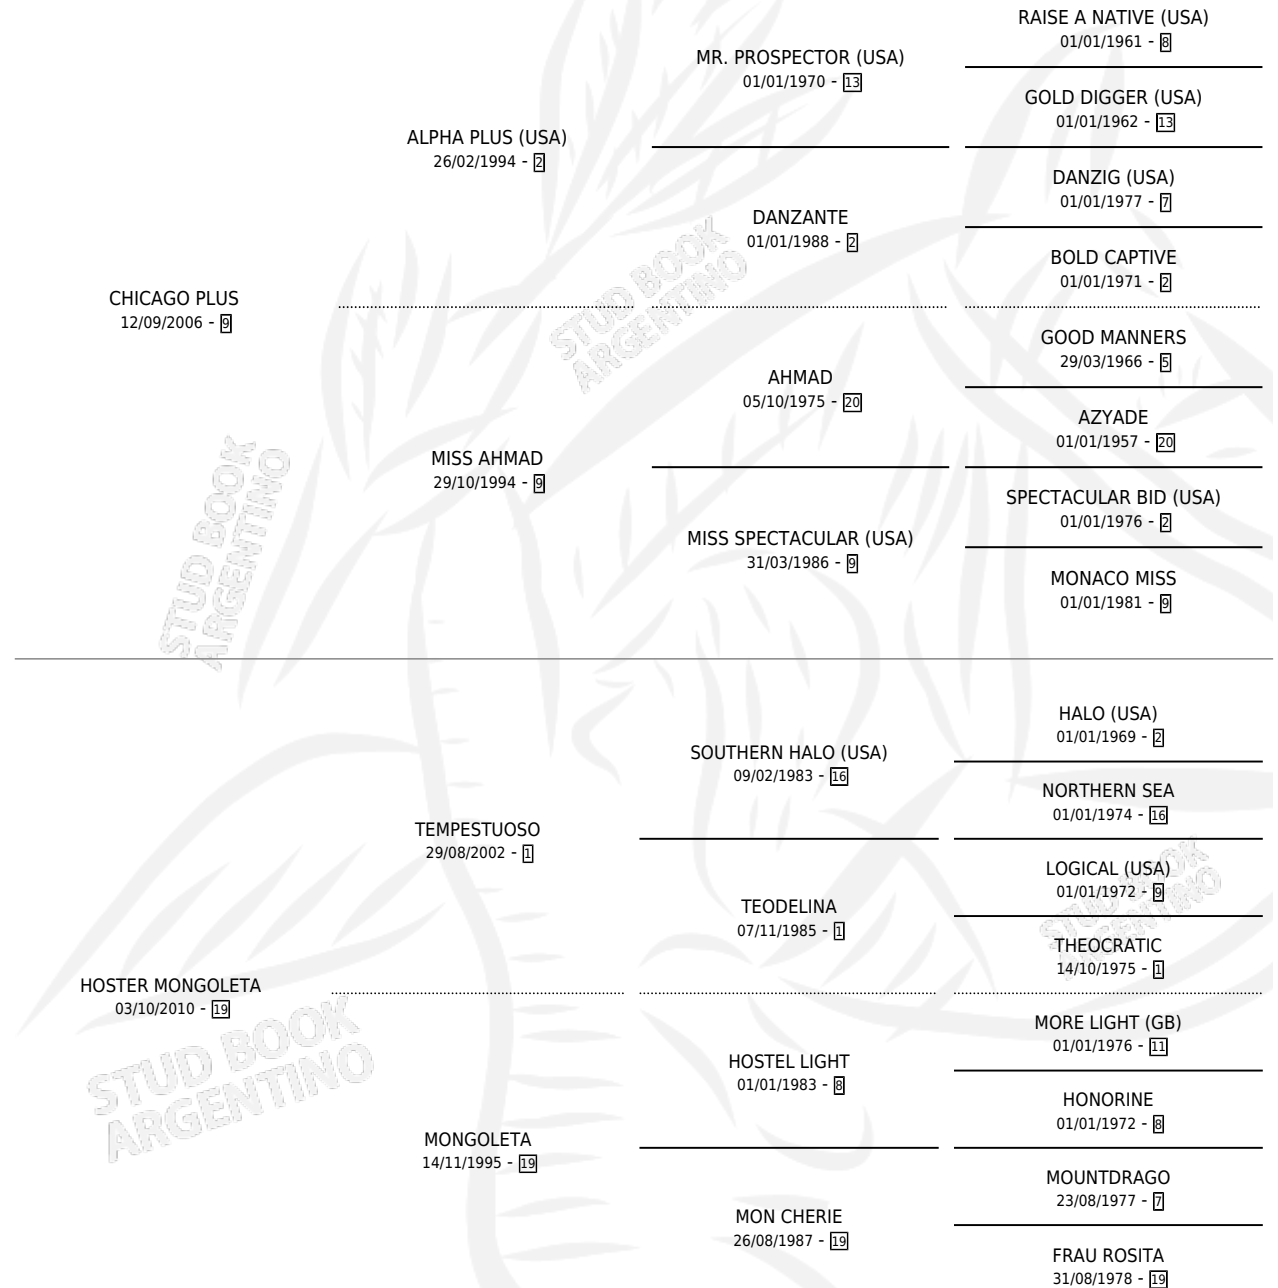 RAISE A NATIVE (USA)
01/01/1961 - 8
MR. PROSPECTOR (USA)
01/01/1970 - 13
GOLD DIGGER (USA)
01/01/1962 - 13
ALPHA PLUS (USA)
26/02/1994 - 2
DANZIG (USA)
01/01/1977 - 7
DANZANTE
01/01/1988 - 2
BOLD CAPTIVE
01/01/1971 - 2
CHICAGO PLUS
12/09/2006 - 9
GOOD MANNERS
29/03/1966 - 5
AHMAD
05/10/1975 - 20
AZYADE
01/01/1957 - 20
MISS AHMAD
29/10/1994 - 9
SPECTACULAR BID (USA)
01/01/1976 - 2
MISS SPECTACULAR (USA)
31/03/1986 - 9
MONACO MISS
01/01/1981 - 9
STUD BOOK
ARGENTINO
STUD BOOK
ARGENTINO
HALO (USA)
01/01/1969 - 2
SOUTHERN HALO (USA)
09/02/1983 - 16
NORTHERN SEA
01/01/1974 - 16
TEMPESTUOSO
29/08/2002 - 1
LOGICAL (USA)
01/01/1972 - 9
TEODELINA
07/11/1985 - 1
THEOCRATIC
14/10/1975 - 1
STUD BOOK
ARGENTINO
HOSTER MONGOLETA
03/10/2010 - 19
MORE LIGHT (GB)
01/01/1976 - 11
HOSTEL LIGHT
01/01/1983 - 8
HONORINE
01/01/1972 - 8
MONGOLETA
14/11/1995 - 19
MOUNTDRAGO
23/08/1977 - 7
MON CHERIE
26/08/1987 - 19
FRAU ROSITA
31/08/1978 - 19
STUD BOOK
ARGENTINO